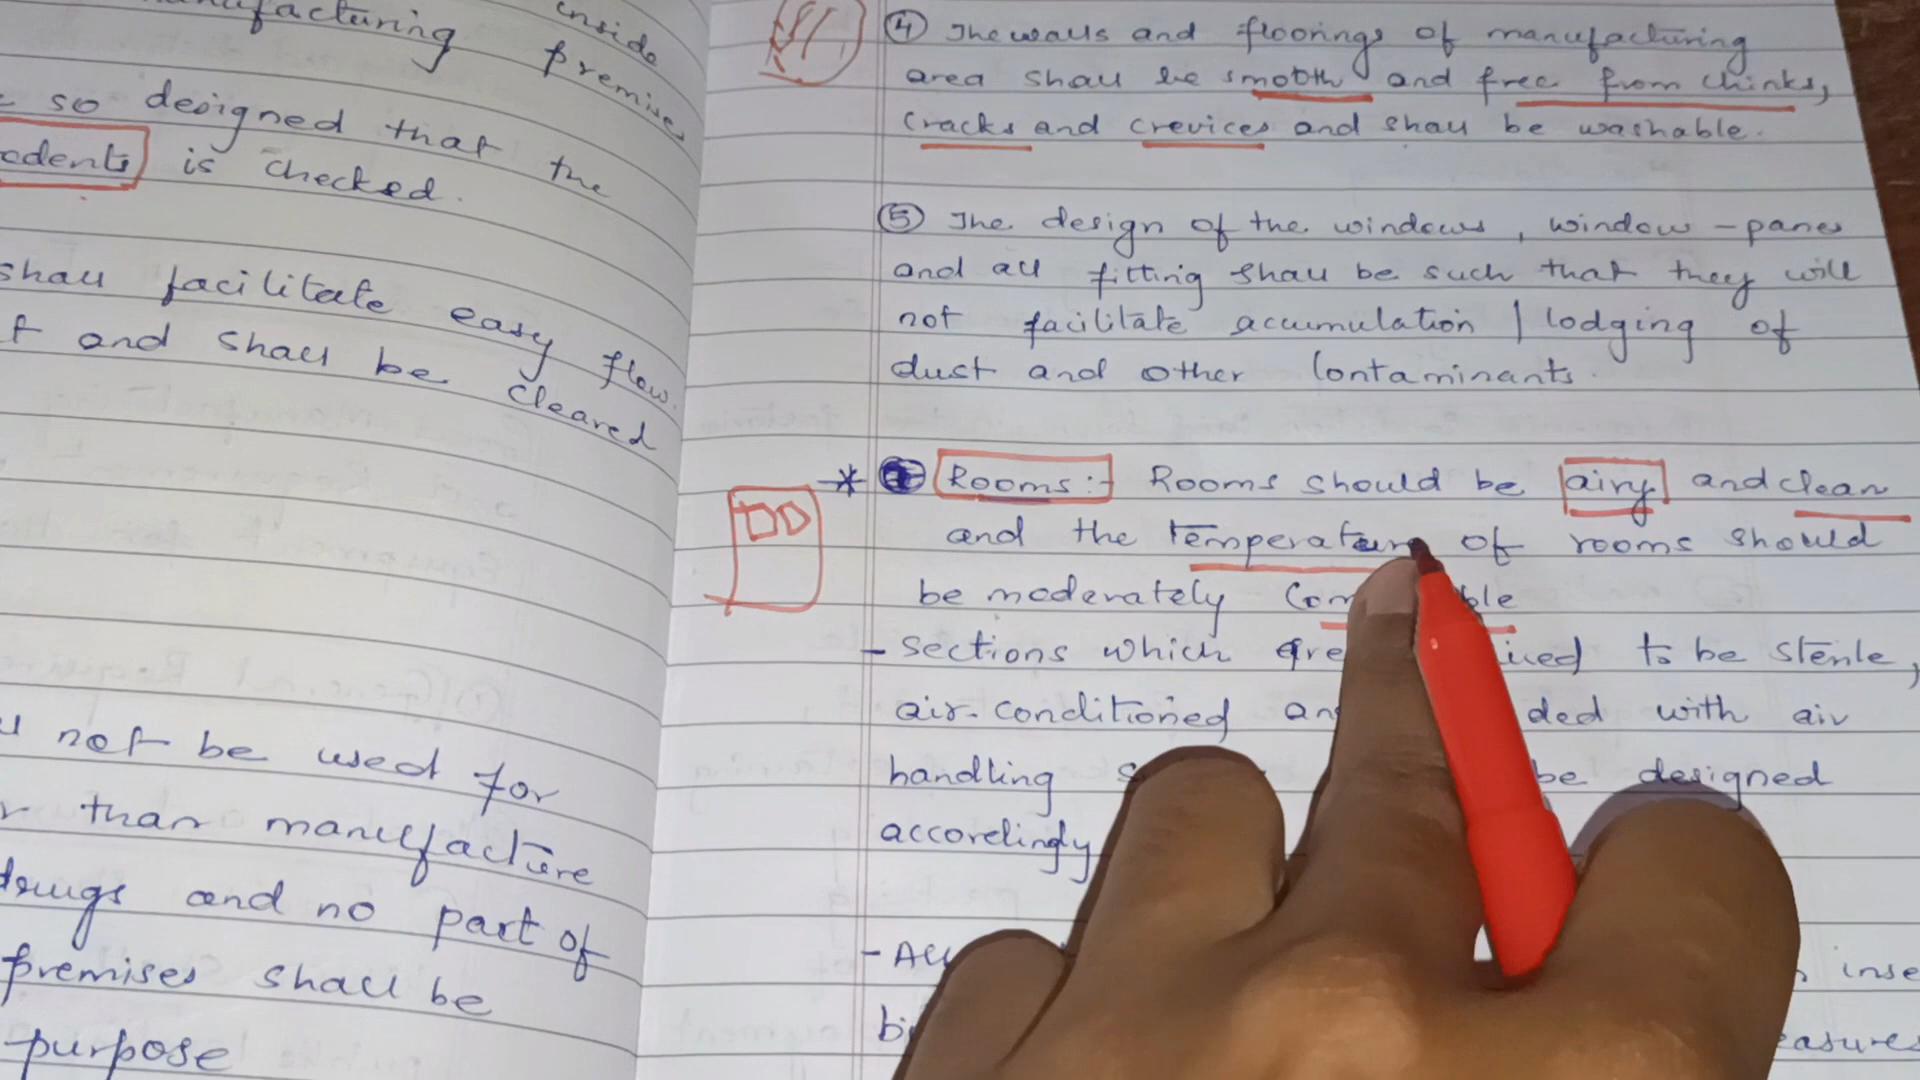 manufacturing
inside
premises
so designed that the
is checked.
shall facilitate easy flow.
and shall be cleared
not be used for
than manufacture
drugs and no part of
premises shall be
purpose
④ The walls and floorings of manufacturing
area shall be smooth and free from chinks,
cracks and crevices and shall be washable.
⑤ The design of the windows, window-panes
and all fitting shall be such that they will
not facilitate accumulation / lodging of
dust and other contaminants.
* Rooms:- Rooms should be airy and clean
and the temperature of rooms should
be moderately
- sections which are to be sterile,
air-conditioned with air
handling be designed
accordingly